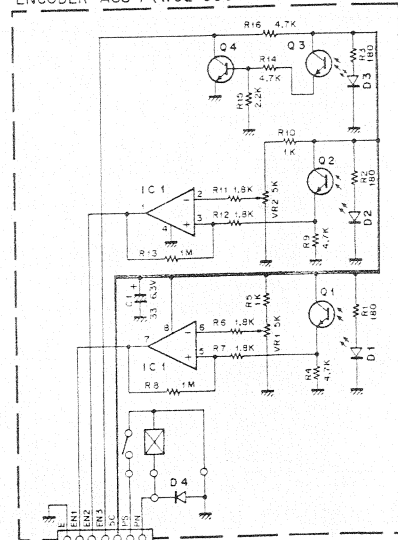 ENCODER ASS'Y
R16 4.7K
Q4
Q3
R14
4.7K
R15
2.2K
R3
180
D3
R10
1K
Q2
R2
180
D2
IC1
R11 1.8K
R12 1.8K
VR2 5K
2
1
3
4
R13
1M
R9
4.7K
C1
33 6.3V
R5
1K
Q1
R1
180
D1
8
7
6
5
R6 1.8K
R7 1.8K
VR1 5K
IC1
R8
1M
R4
4.7K
D4
E
EN1
EN2
EN3
5C
PS
PN